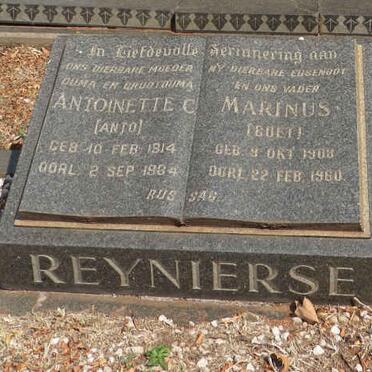 In Liefdevolle Herinnering aan
ONS DIERBARE MOEDER
OUMA EN GROOTOUMA
ANTOINETTE C.
[ANTO]
GEB. 10 FEB. 1914
OORL. 2 SEP. 1984
MY DIERBARE EGGENOOT
EN ONS VADER
MARINUS
[BOET]
GEB. 9 OKT. 1908
OORL. 22 FEB. 1960.
RUS SAG.
REYNIERSE